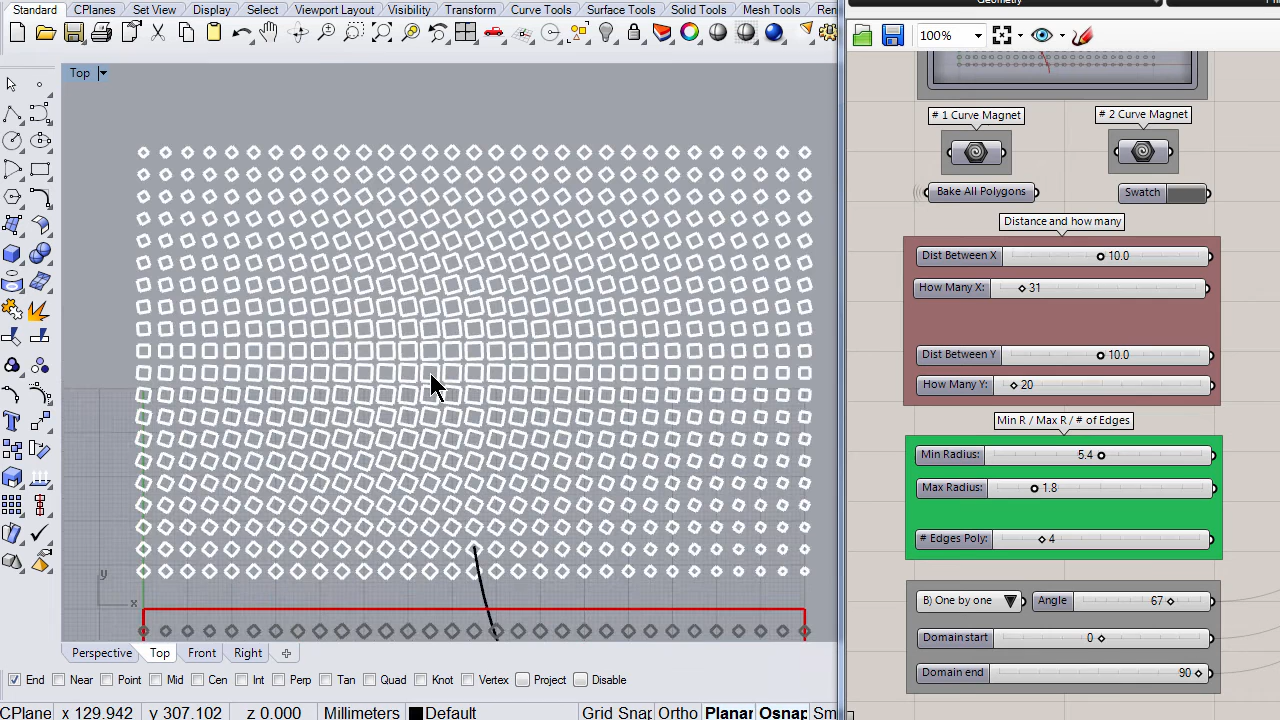 Standard CPlanes Set View Display Select Viewport Layout Visibility Transform Curve Tools Surface Tools Solid Tools Mesh Tools Ren
Geometry
100%
Top
# 1 Curve Magnet
# 2 Curve Magnet
Bake All Polygons
Swatch
Distance and how many
Dist Between X 10.0
How Many X: 31
Dist Between Y 10.0
How Many Y: 20
Min R / Max R / # of Edges
Min Radius: 5.4
Max Radius: 1.8
# Edges Poly: 4
B) One by one Angle 67
Domain start 0
Domain end 90
y
x
Perspective Top Front Right
End Near Point Mid Cen Int Perp Tan Quad Knot Vertex Project Disable
CPlane x 129.942 y 307.102 z 0.000 Millimeters Default Grid Snap Ortho Planar Osnap Sm